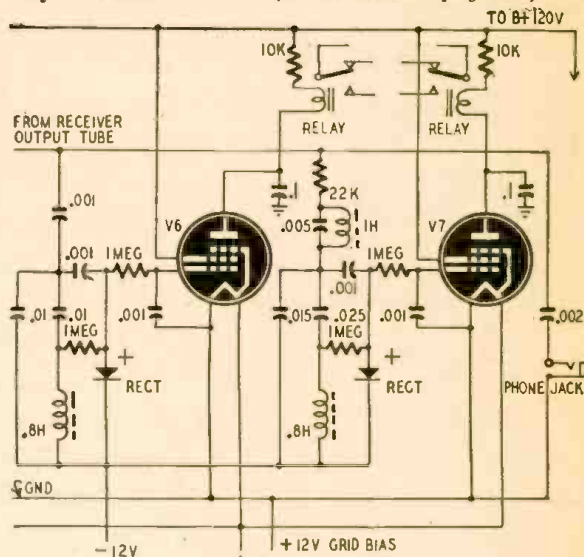 TO B+ 120V
10K
10K
FROM RECEIVER
OUTPUT TUBE
RELAY
RELAY
.001
.1
22K
.1
V6
.005
1H
V7
.001
1MEG
.001
1MEG
.01
.01
.001
.015
.025
.001
.002
1MEG
1MEG
+
+
RECT
RECT
PHONE JACK
.8H
.8H
GND
-12V
+12V GRID BIAS